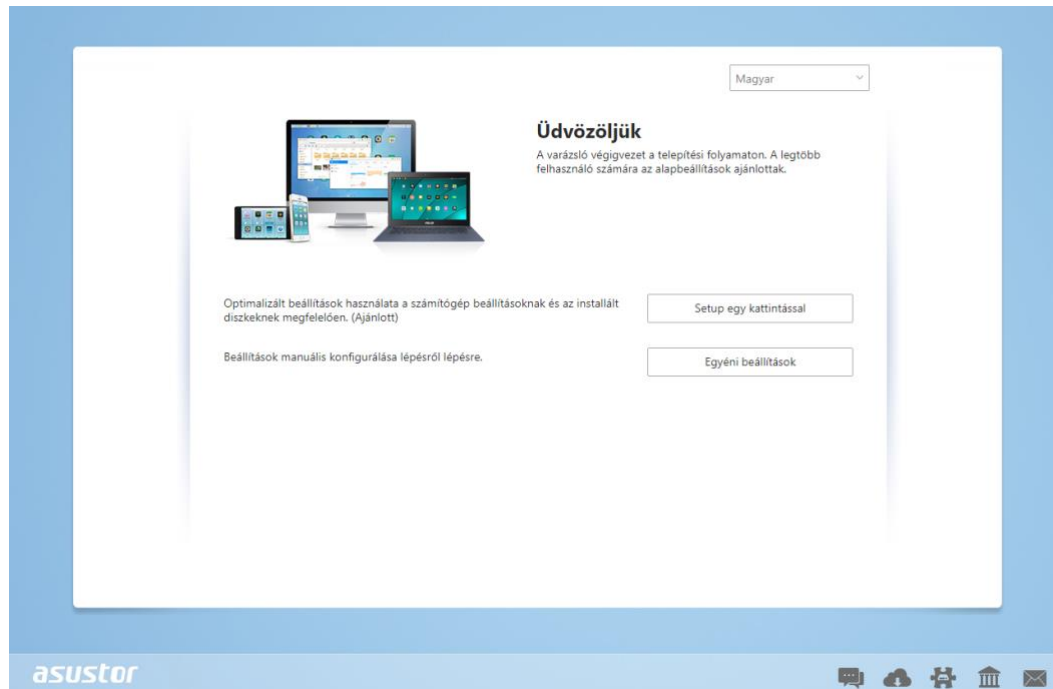 Magyar
Üdvözöljük
A varázsló végigvezet a telepítési folyamaton. A legtöbb
felhasználó számára az alapbeállítások ajánlottak.
Optimalizált beállítások használata a számítógép beállításoknak és az installált
diszkeknek megfelelően. (Ajánlott)
Setup egy kattintással
Beállítások manuális konfigurálása lépésről lépésre.
Egyéni beállítások
asustor